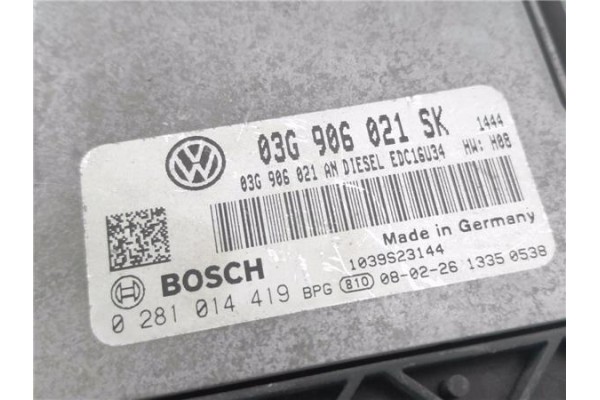 03G 906 021 SK 1444
03G 906 021 AN DIESEL EDC16U34 HW: H08
Made in Germany
BOSCH 1039S23144
0 281 014 419 BPG 810 08-02-26 1335 0538